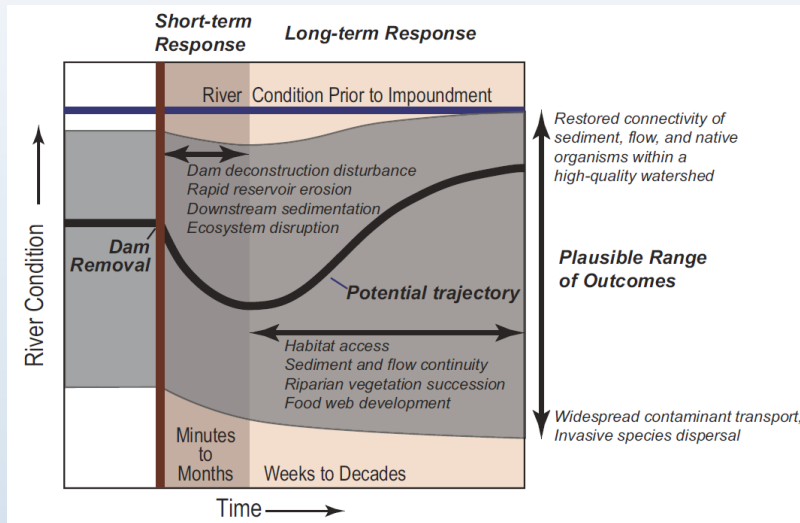 Short-term
Response
Long-term Response
River Condition Prior to Impoundment
Restored connectivity of
sediment, flow, and native
organisms within a
high-quality watershed
Dam deconstruction disturbance
Rapid reservoir erosion
Downstream sedimentation
Ecosystem disruption
Dam
Removal
River Condition
Plausible Range
of Outcomes
Potential trajectory
Habitat access
Sediment and flow continuity
Riparian vegetation succession
Food web development
Widespread contaminant transport,
Invasive species dispersal
Minutes
to
Months
Weeks to Decades
Time